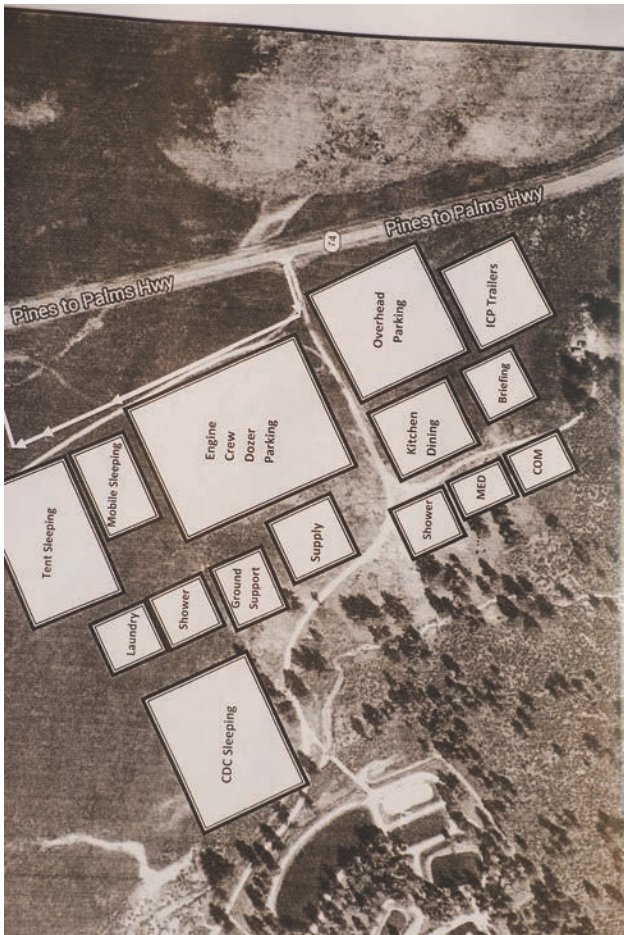 Pines to Palms Hwy
74
Pines to Palms Hwy
ICP Trailers
Overhead
Parking
Briefing
Kitchen
Dining
COM
MED
Shower
Engine
Crew
Dozer
Parking
Mobile Sleeping
Tent Sleeping
Supply
Ground
Support
Shower
Laundry
CDC Sleeping